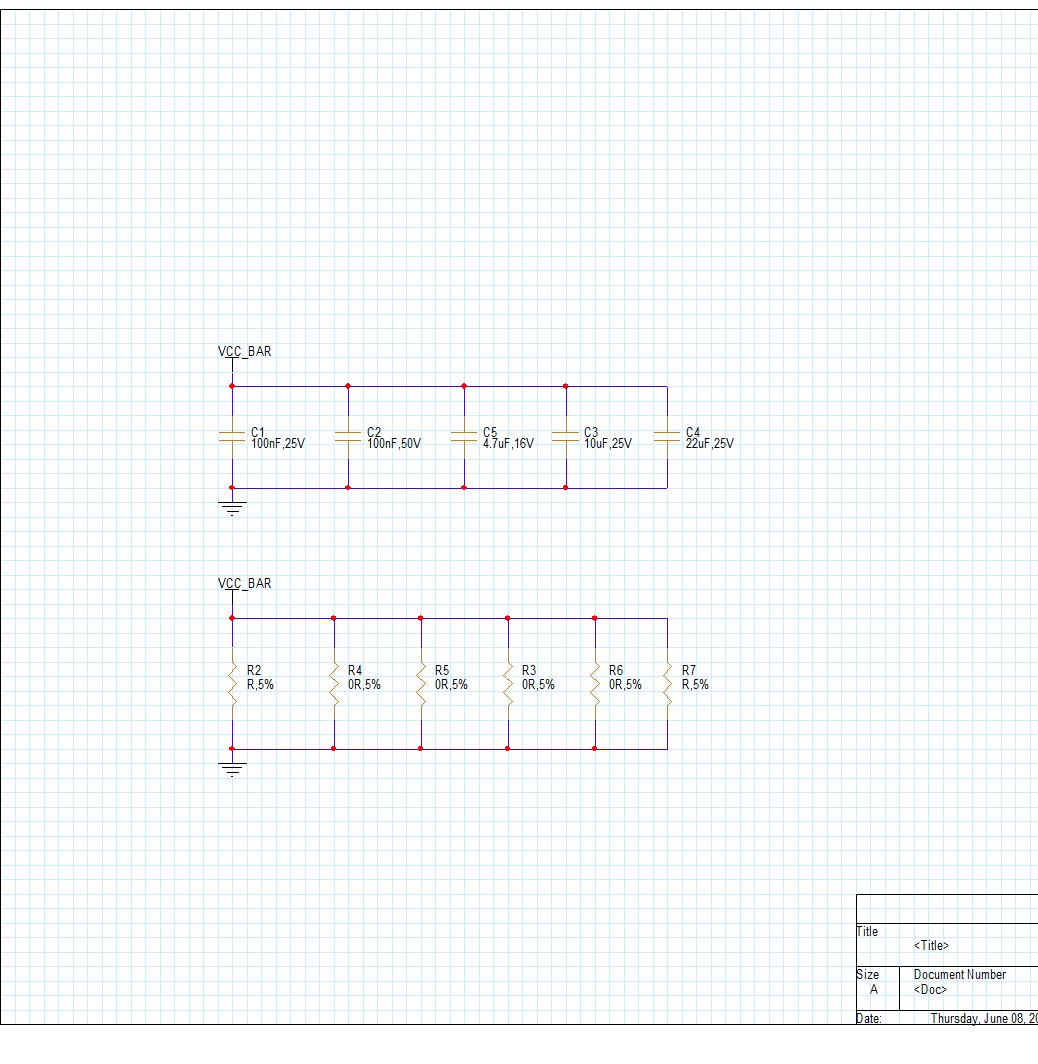 VCC_BAR
C1
100nF,25V
C2
100nF,50V
C5
4.7uF,16V
C3
10uF,25V
C4
22uF,25V
VCC_BAR
R2
R,5%
R4
0R,5%
R5
0R,5%
R3
0R,5%
R6
0R,5%
R7
R,5%
Title
<Title>
Size
A
Document Number
<Doc>
Date:
Thursday, June 08, 20